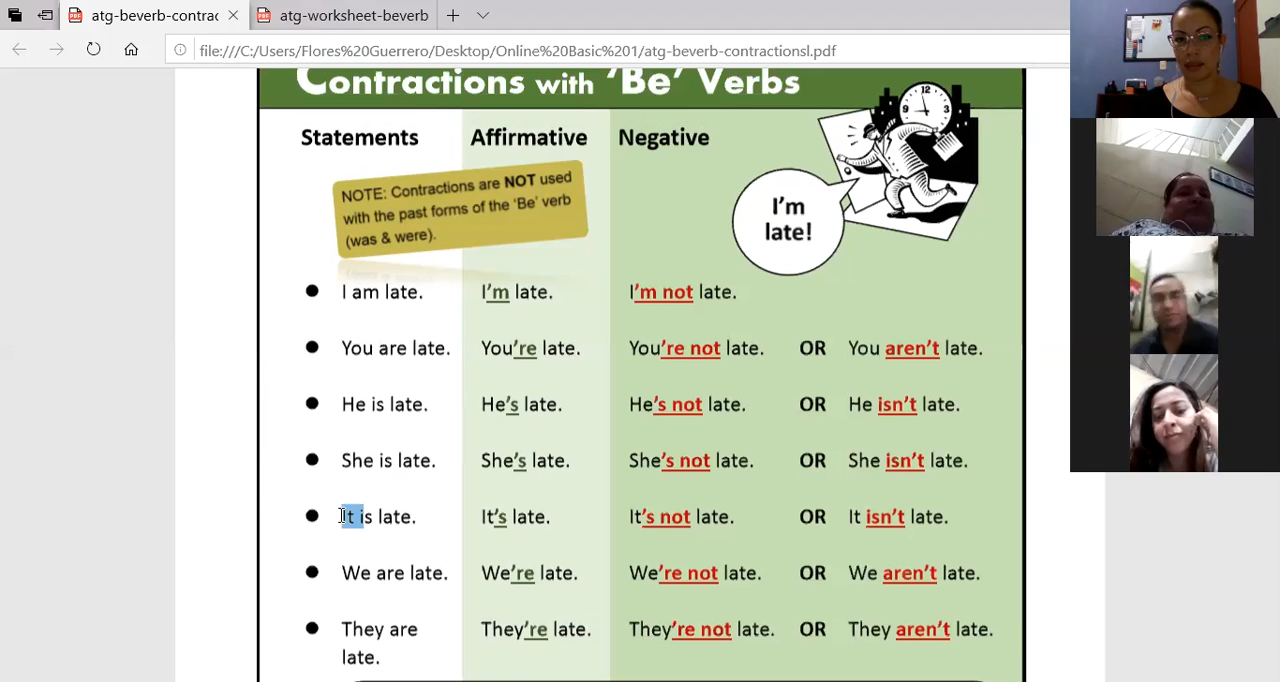 atg-beverb-contrac
atg-worksheet-beverb
file:///C:/Users/Flores%20Guerrero/Desktop/Online%20Basic%201/atg-beverb-contractionsl.pdf
Contractions with ‘Be’ Verbs
Statements Affirmative Negative
NOTE: Contractions are NOT used
with the past forms of the ‘Be’ verb
(was & were).
12
9 3
I’m
late!
I am late. I’m late. I’m not late.
You are late. You’re late. You’re not late. OR You aren’t late.
He is late. He’s late. He’s not late. OR He isn’t late.
She is late. She’s late. She’s not late. OR She isn’t late.
It is late. It’s late. It’s not late. OR It isn’t late.
We are late. We’re late. We’re not late. OR We aren’t late.
They are They’re late. They’re not late. OR They aren’t late.
late.